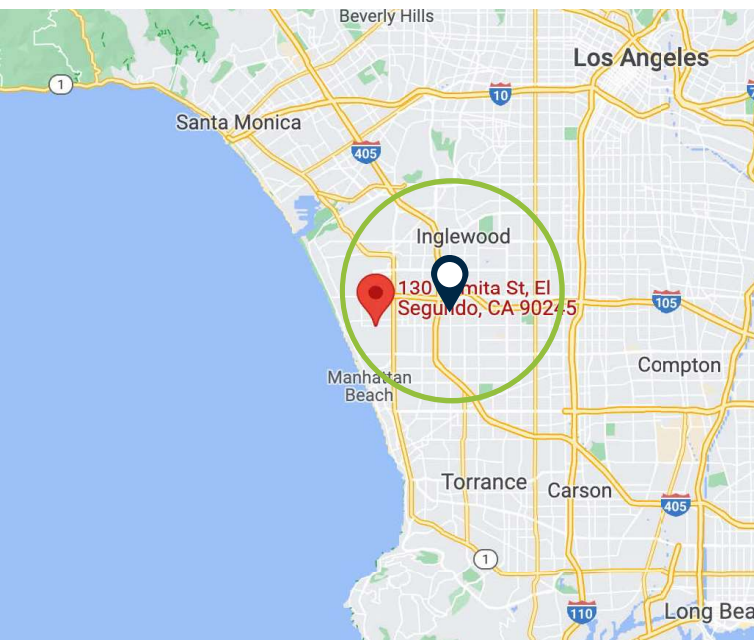 Beverly Hills
Los Angeles
1
10
Santa Monica
405
Inglewood
130 mita St, El
Segundo, CA 90245
105
Compton
Manhattan
Beach
Torrance
Carson
405
1
110
Long Bea